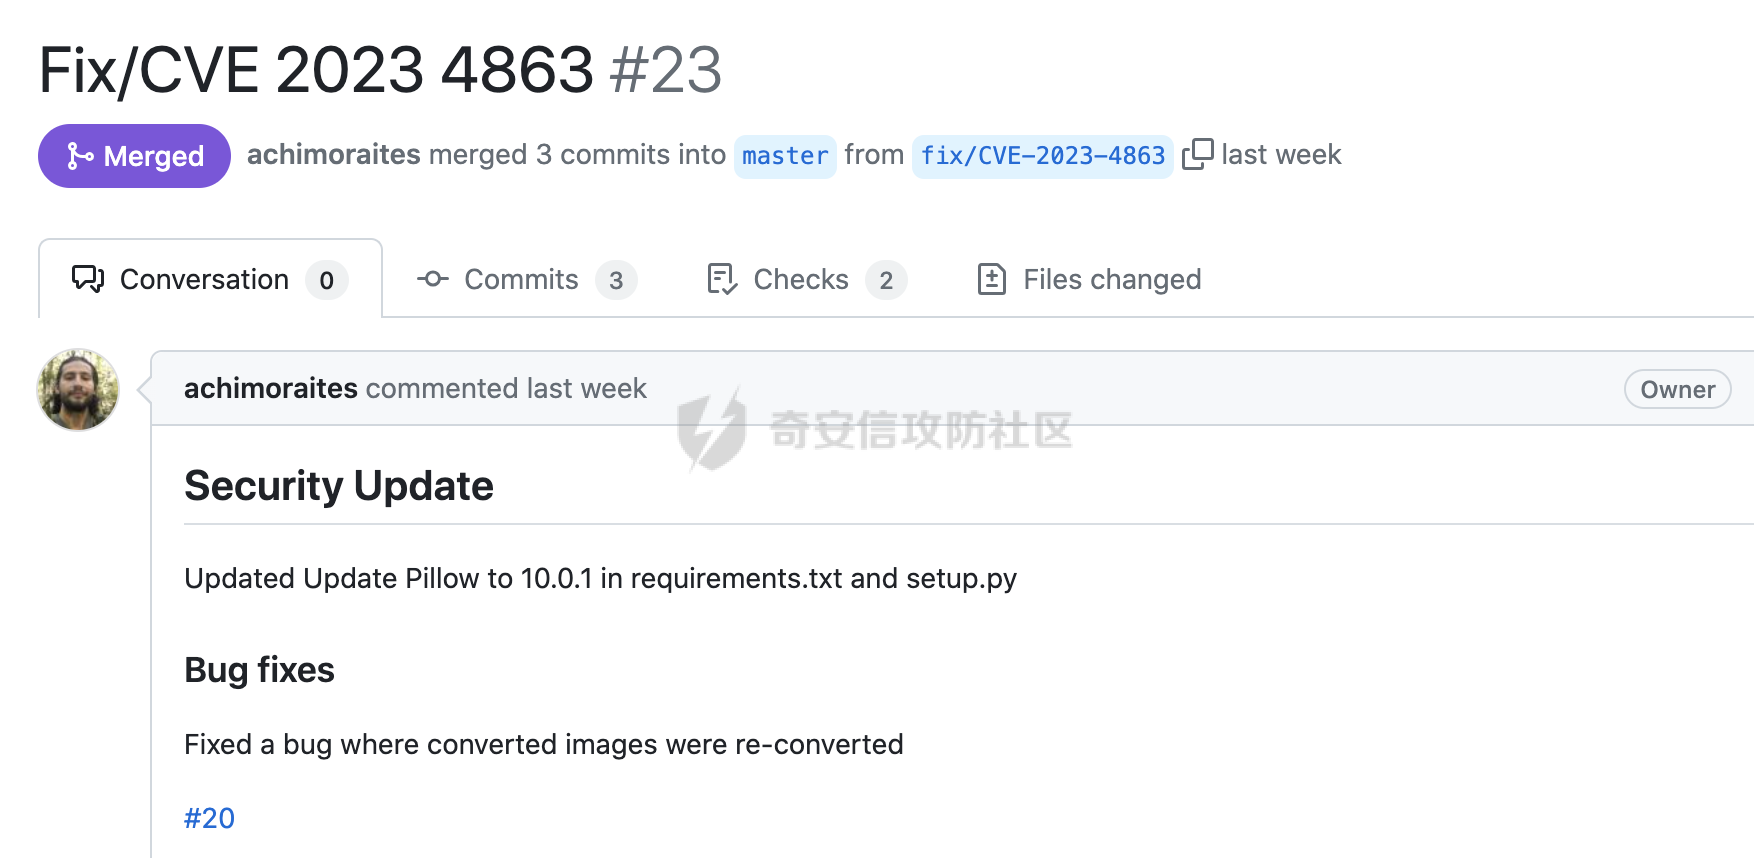 Fix/CVE 2023 4863 #23
Merged achimoraites merged 3 commits into master from fix/CVE-2023-4863 last week
Conversation 0 Commits 3 Checks 2 Files changed
achimoraites commented last week Owner
奇安信攻防社区
Security Update
Updated Update Pillow to 10.0.1 in requirements.txt and setup.py
Bug fixes
Fixed a bug where converted images were re-converted
#20